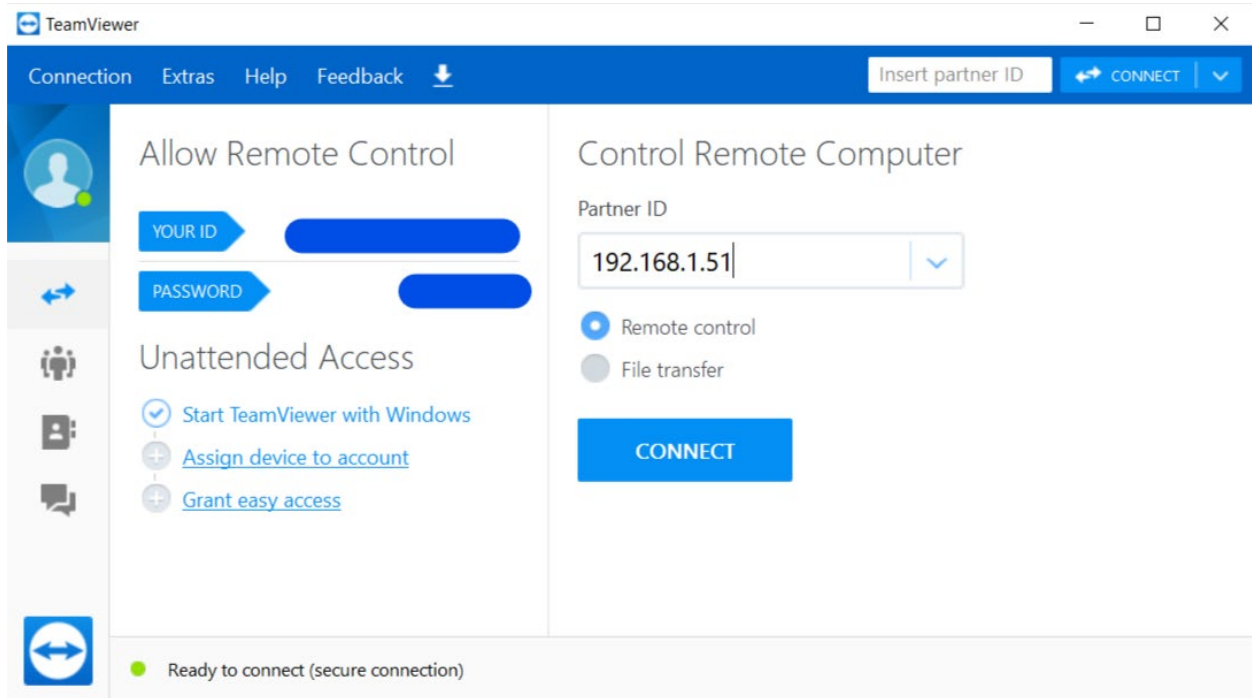 TeamViewer
Connection Extras Help Feedback Insert partner ID CONNECT
Allow Remote Control
YOUR ID
PASSWORD
Unattended Access
Start TeamViewer with Windows
Assign device to account
Grant easy access
Control Remote Computer
Partner ID
192.168.1.51
Remote control
File transfer
CONNECT
Ready to connect (secure connection)